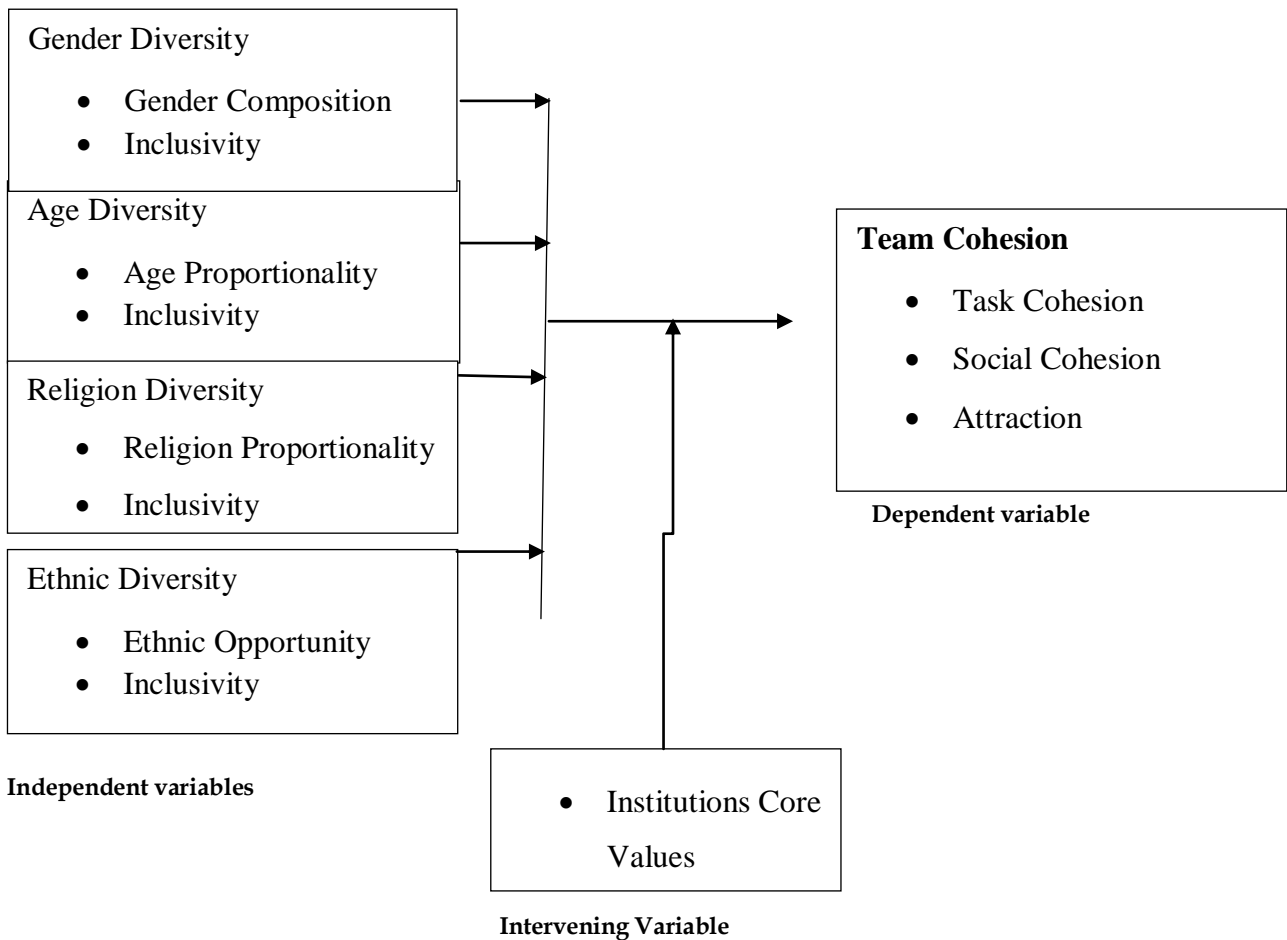 Gender Diversity
• Gender Composition
• Inclusivity
Age Diversity
• Age Proportionality
• Inclusivity
Religion Diversity
• Religion Proportionality
• Inclusivity
Ethnic Diversity
• Ethnic Opportunity
• Inclusivity
Independent variables
Team Cohesion
• Task Cohesion
• Social Cohesion
• Attraction
Dependent variable
• Institutions Core
Values
Intervening Variable